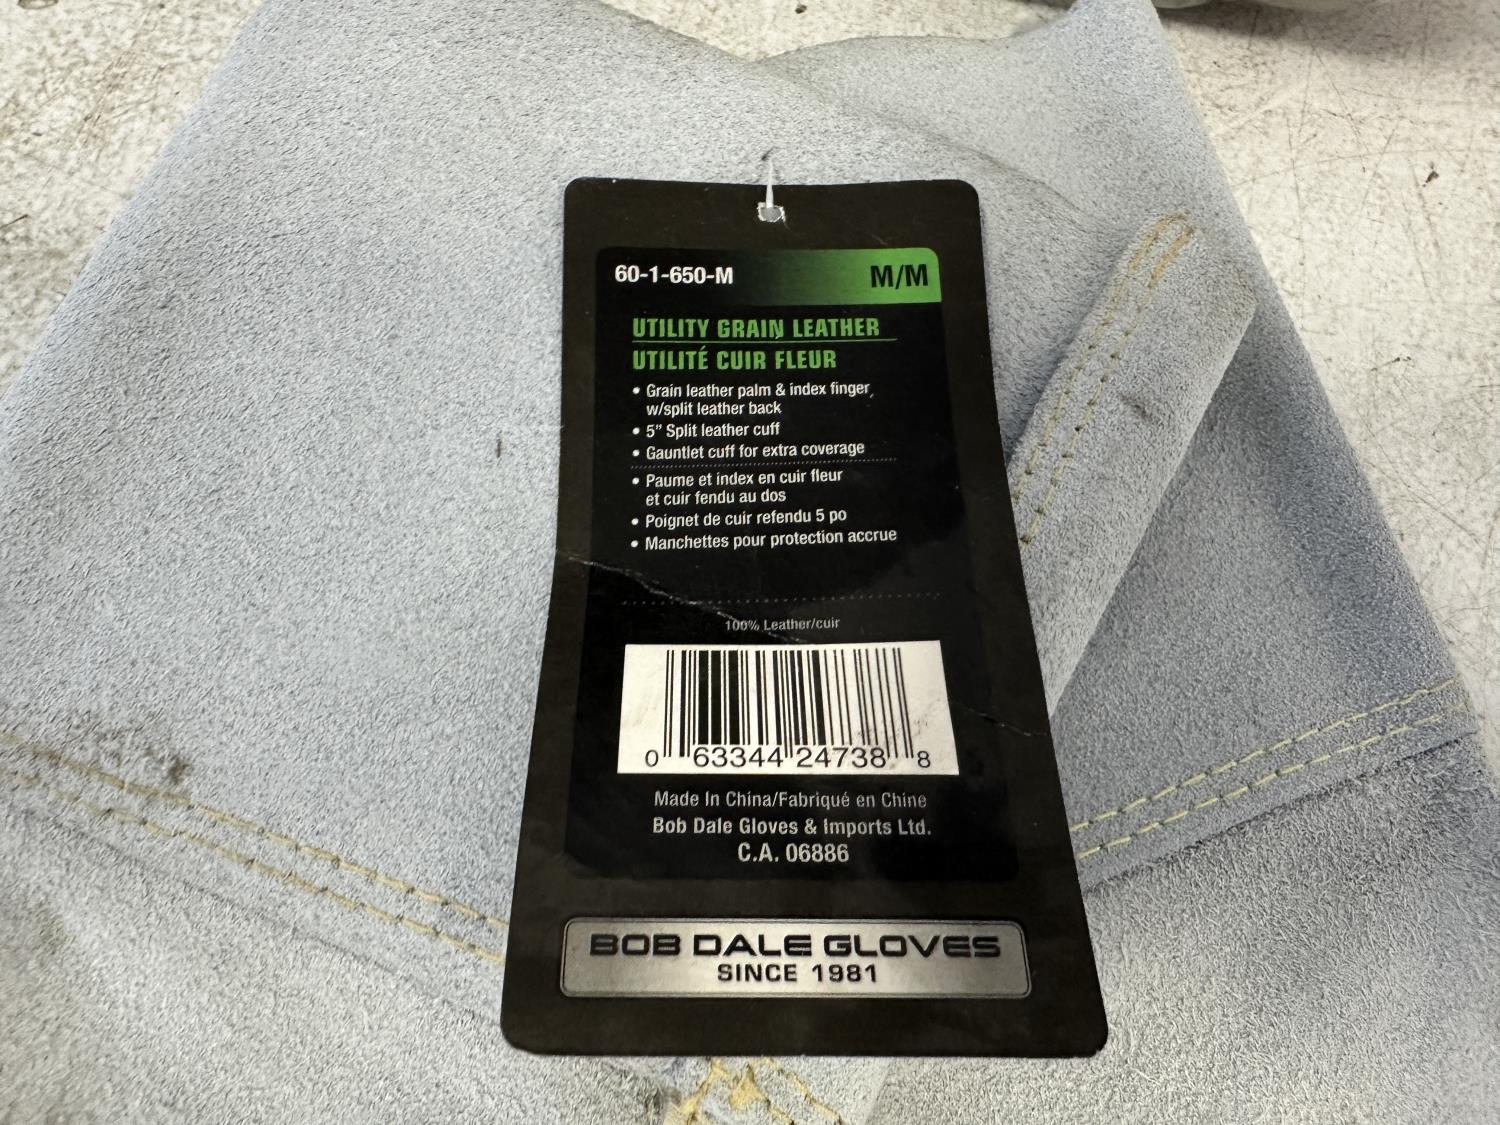 60-1-650-M M/M
UTILITY GRAIN LEATHER
UTILITÉ CUIR FLEUR
• Grain leather palm & index finger,
w/split leather back
• 5” Split leather cuff
• Gauntlet cuff for extra coverage
• Paume et index en cuir fleur
et cuir fendu au dos
• Poignet de cuir refendu 5 po
• Manchettes pour protection accrue
100% Leather/cuir
0 63344 24738 8
Made In China/Fabriqué en Chine
Bob Dale Gloves & Imports Ltd.
C.A. 06886
BOB DALE GLOVES
SINCE 1981